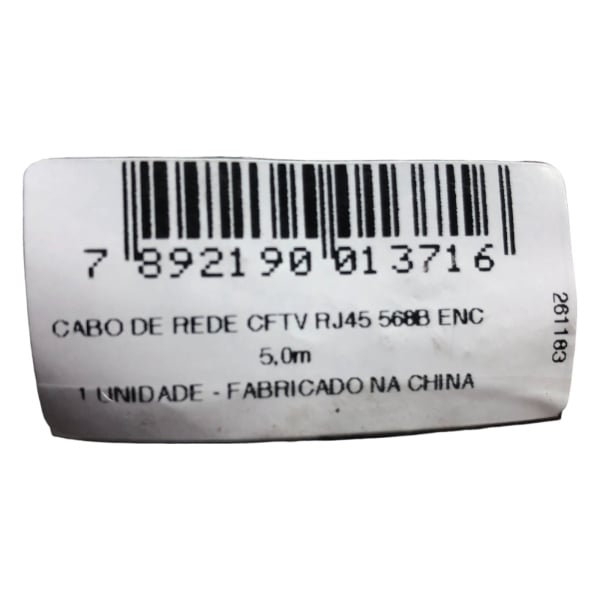 7 892190 013716
CABO DE REDE CFTV RJ45 568B ENC
5,0m
1 UNIDADE - FABRICADO NA CHINA
261183